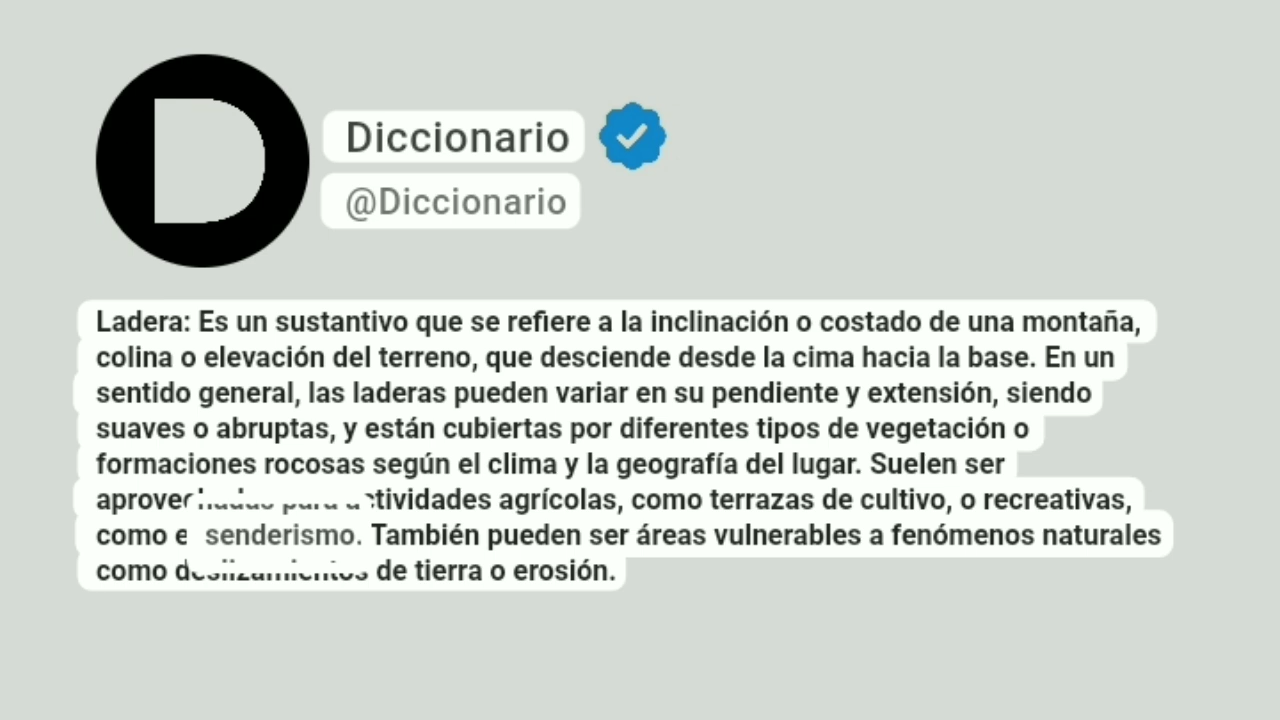 D
Diccionario
@Diccionario
Ladera: Es un sustantivo que se refiere a la inclinación o costado de una montaña,
colina o elevación del terreno, que desciende desde la cima hacia la base. En un
sentido general, las laderas pueden variar en su pendiente y extensión, siendo
suaves o abruptas, y están cubiertas por diferentes tipos de vegetación o
formaciones rocosas según el clima y la geografía del lugar. Suelen ser
aprovechadas para actividades agrícolas, como terrazas de cultivo, o recreativas,
como e senderismo. También pueden ser áreas vulnerables a fenómenos naturales
como deslizamientos de tierra o erosión.